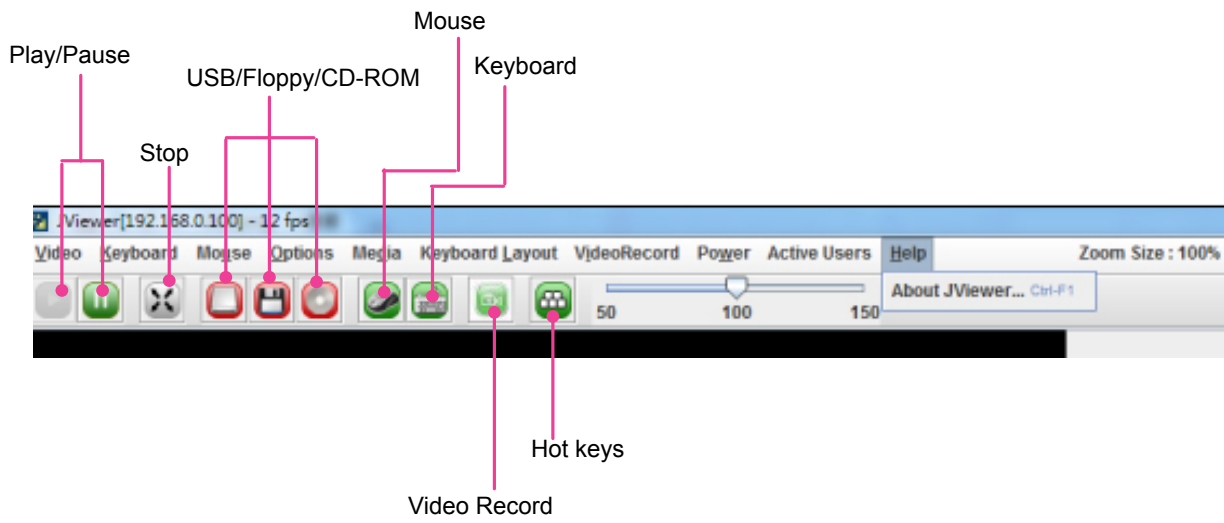 Mouse
Play/Pause
Keyboard
USB/Floppy/CD-ROM
Stop
JViewer[192.168.0.100] - 12 fps
Video Keyboard Mouse Options Media Keyboard Layout VideoRecord Power Active Users Help Zoom Size : 100%
About JViewer... Ctrl-F1
50 100 150
Hot keys
Video Record